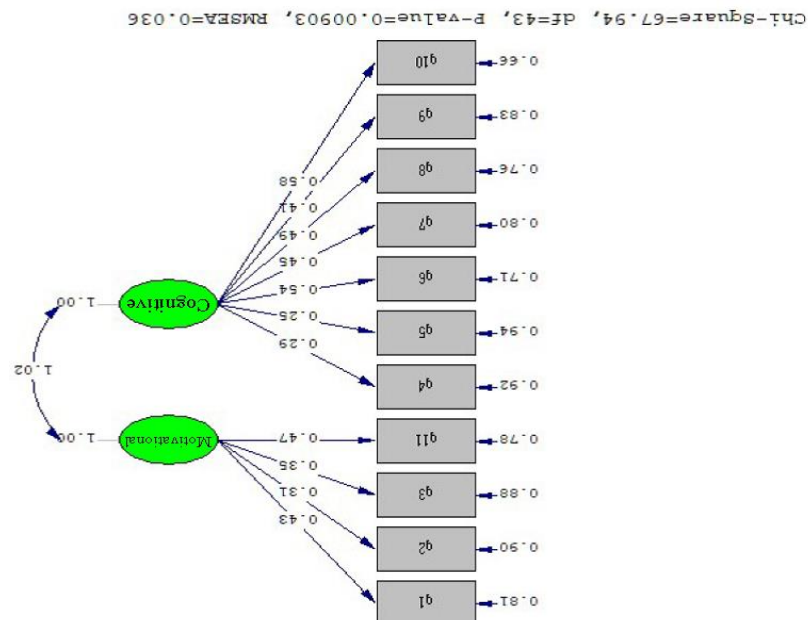 0.81 q1
0.90 q2
0.43
0.88 q3 0.31
0.35
0.78 q11 0.47 Motivational 1.00
0.92 q4
1.02
0.29
0.94 q5 0.25
0.71 q6 0.54 Cognitive 1.00
0.45
0.80 q7 0.49
0.41
0.76 q8 0.58
0.83 q9
0.66 q10
Chi-Square=67.94, df=43, P-value=0.00903, RMSEA=0.036